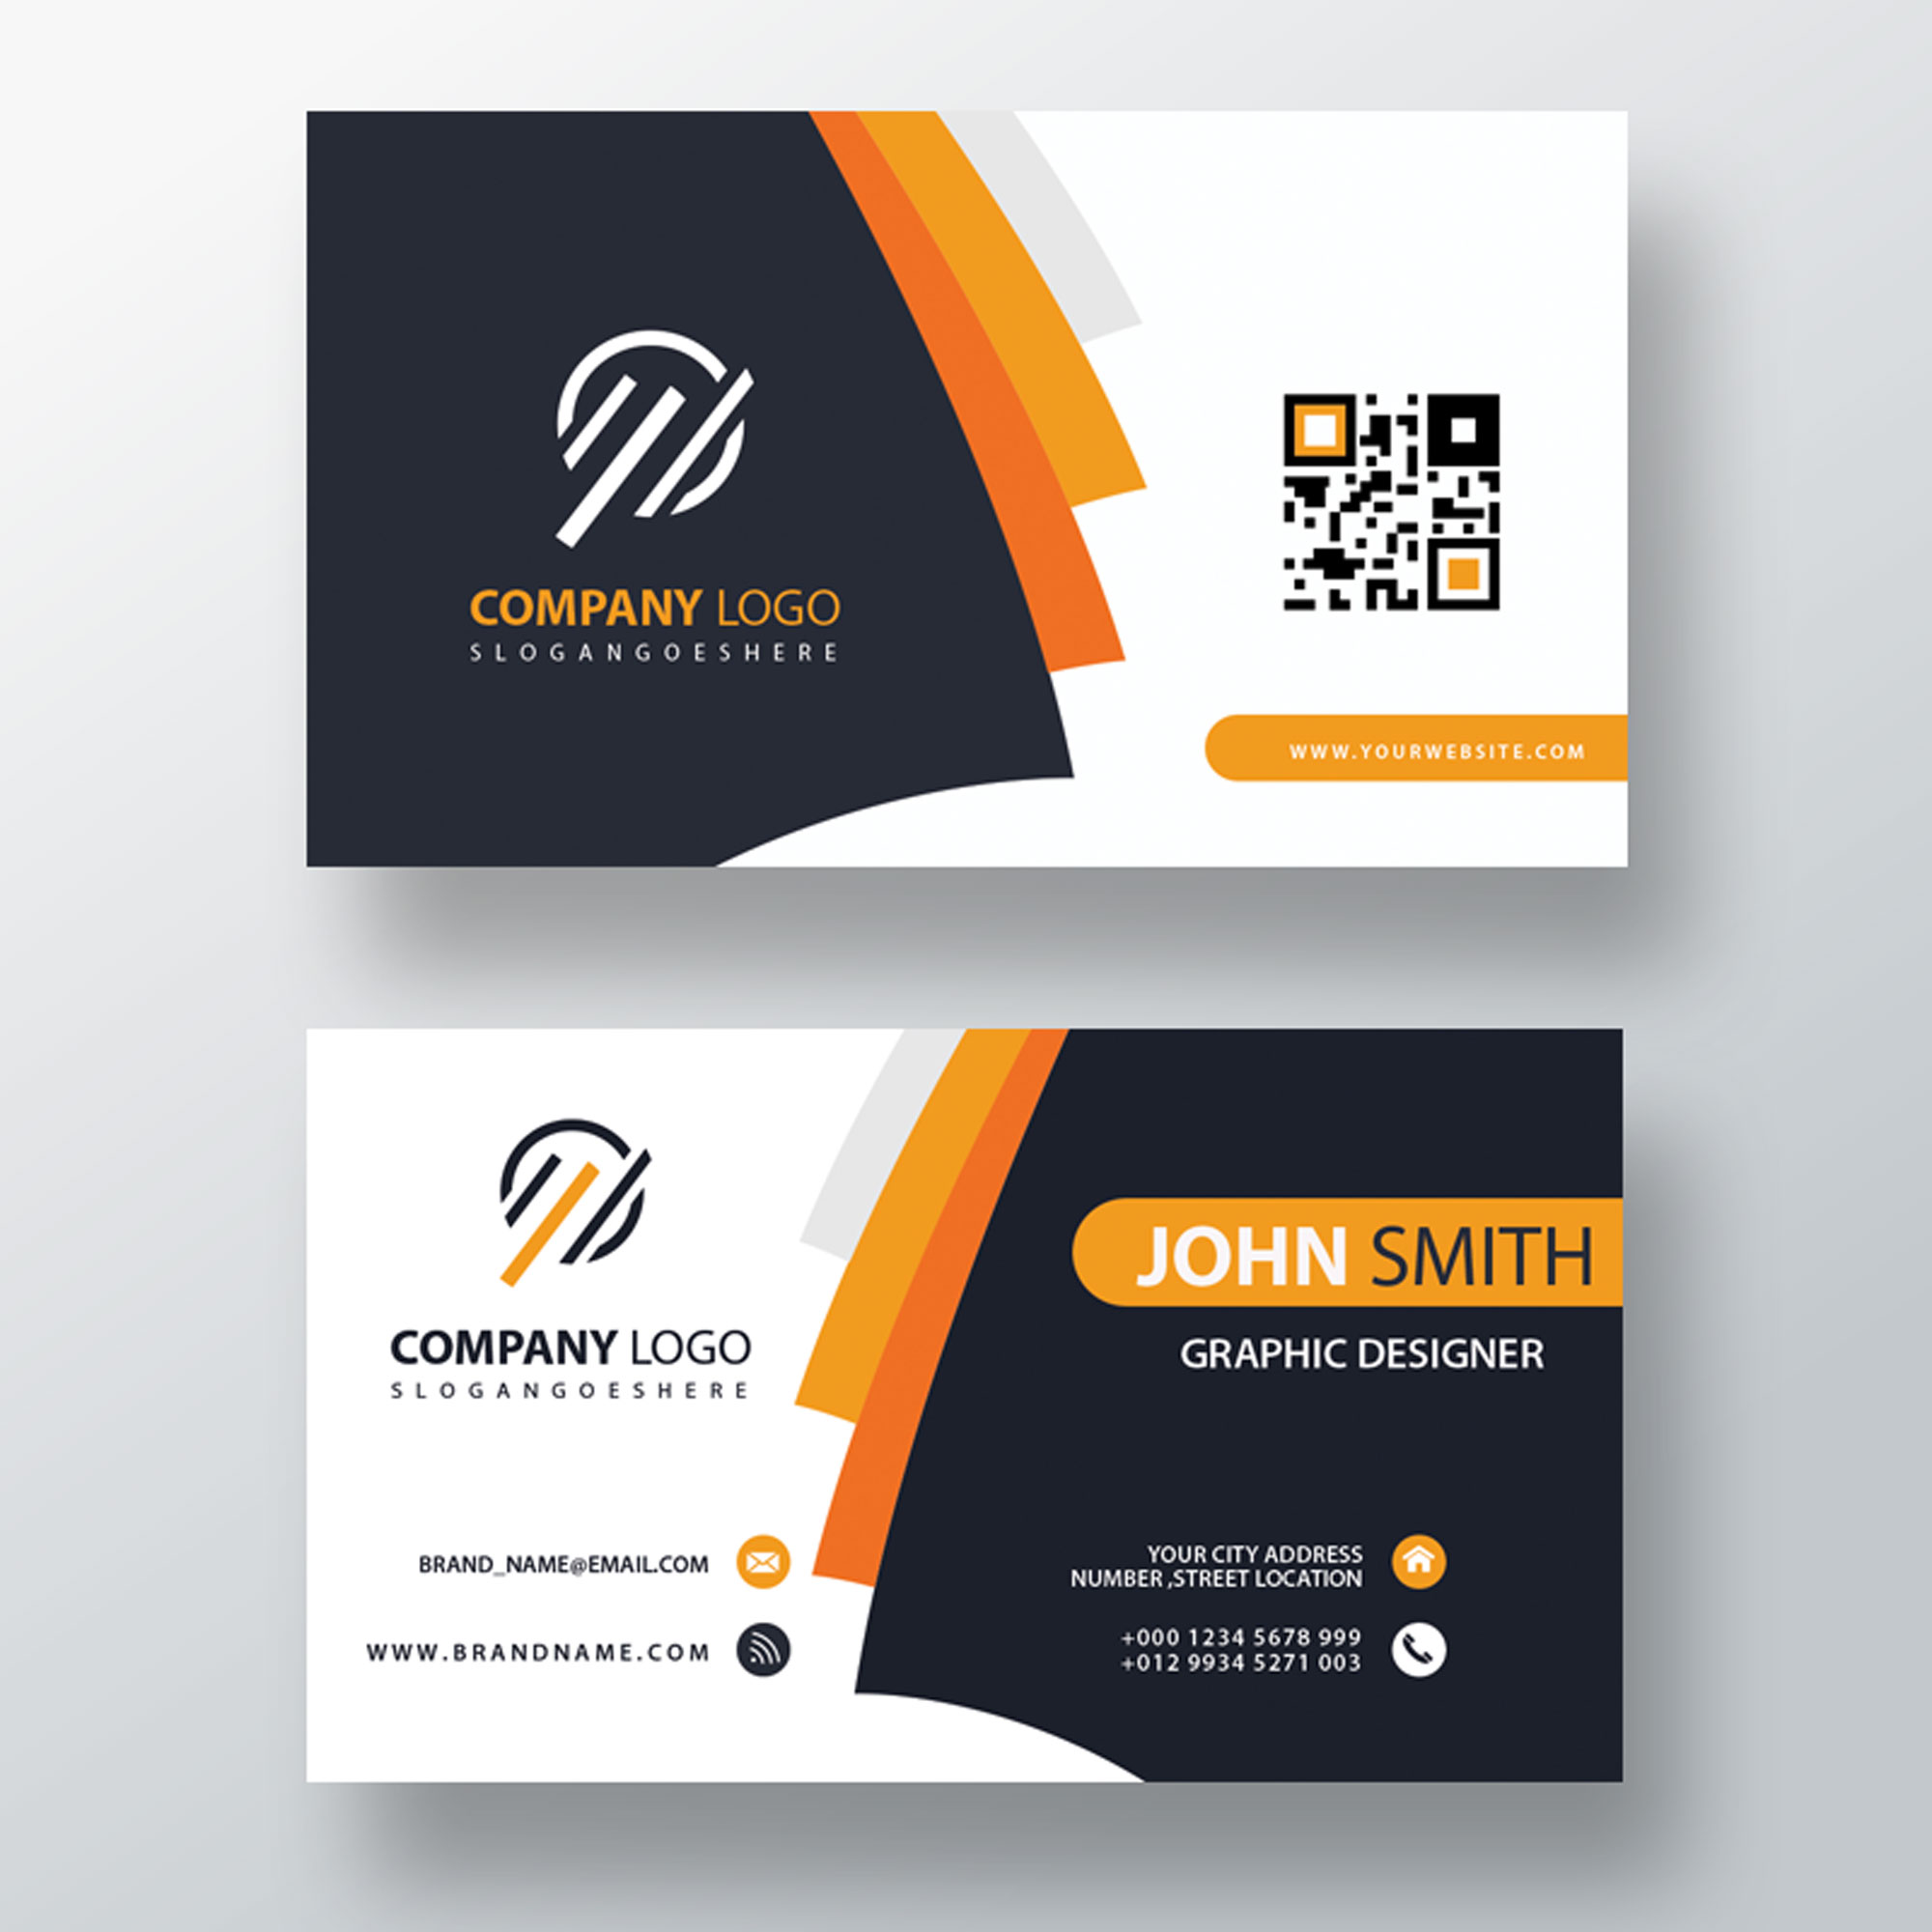 COMPANY LOGO
SLOGANGOESHERE
WWW.YOURWEBSITE.COM
COMPANY LOGO
SLOGANGOESHERE
BRAND_NAME@EMAIL.COM
WWW.BRANDNAME.COM
JOHN SMITH
GRAPHIC DESIGNER
YOUR CITY ADDRESS
NUMBER ,STREET LOCATION
+000 1234 5678 999
+012 9934 5271 003